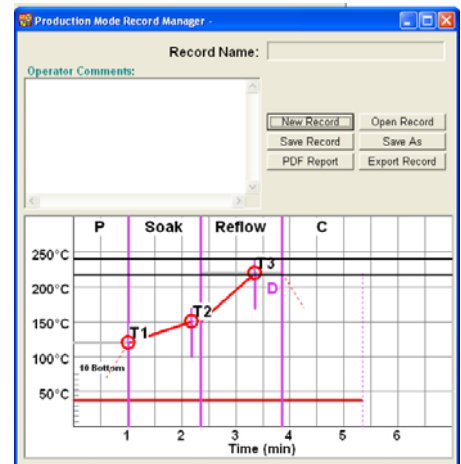 Production Mode Record Manager -
Record Name:
Operator Comments:
New Record Open Record
Save Record Save As
PDF Report Export Record
P Soak Reflow C
250°C
T3
200°C
D
T2
150°C
T1
100°C
10 Bottom
50°C
1 2 3 4 5 6
Time (min)